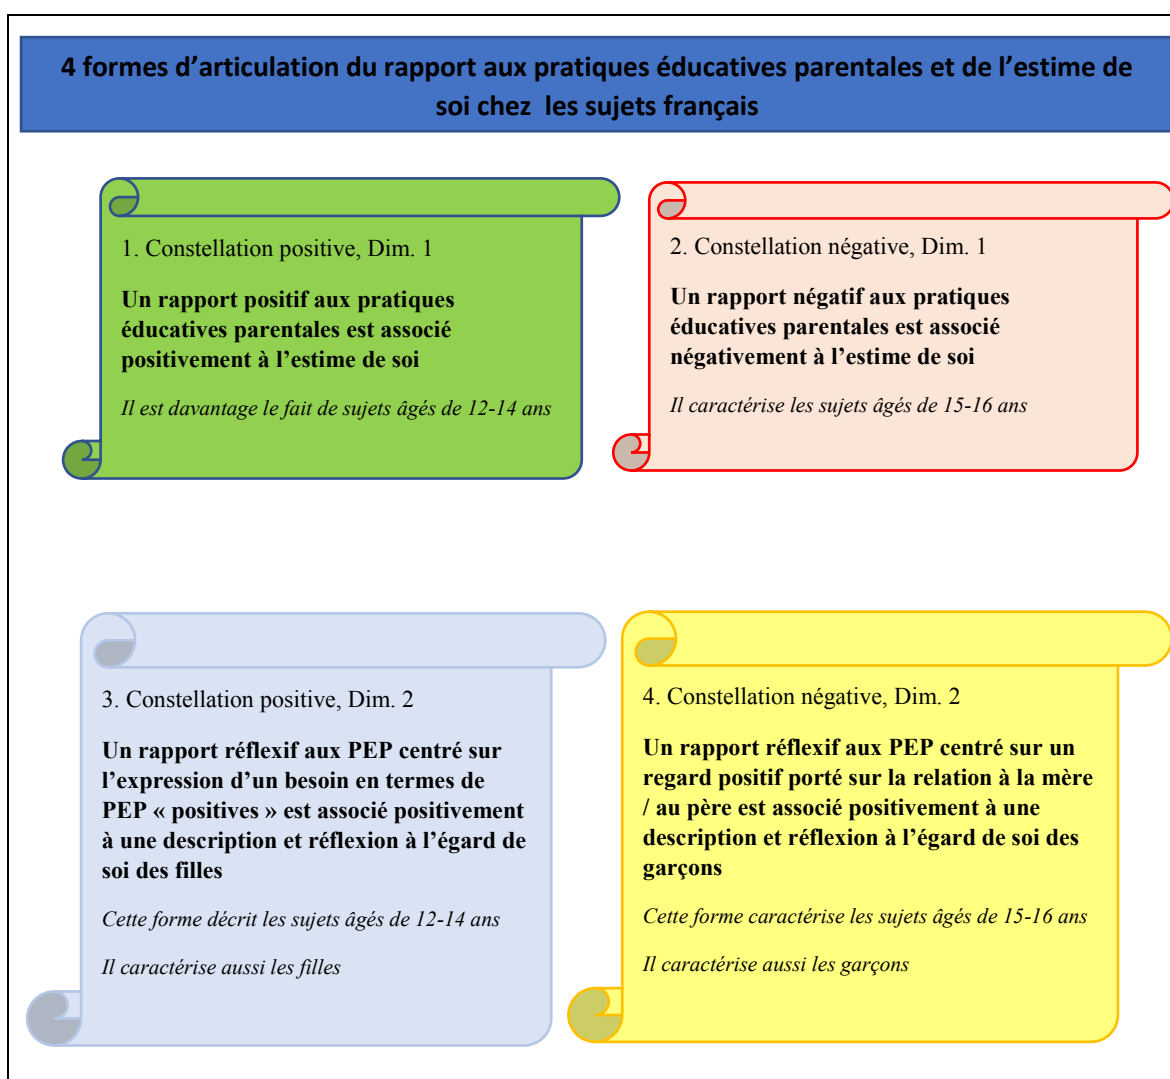 4 formes d’articulation du rapport aux pratiques éducatives parentales et de l’estime de
soi chez les sujets français
1. Constellation positive, Dim. 1
Un rapport positif aux pratiques
éducatives parentales est associé
positivement à l’estime de soi
Il est davantage le fait de sujets âgés de 12-14 ans
2. Constellation négative, Dim. 1
Un rapport négatif aux pratiques
éducatives parentales est associé
négativement à l’estime de soi
Il caractérise les sujets âgés de 15-16 ans
3. Constellation positive, Dim. 2
Un rapport réflexif aux PEP centré sur
l’expression d’un besoin en termes de
PEP « positives » est associé positivement
à une description et réflexion à l’égard de
soi des filles
Cette forme décrit les sujets âgés de 12-14 ans
Il caractérise aussi les filles
4. Constellation négative, Dim. 2
Un rapport réflexif aux PEP centré sur un
regard positif porté sur la relation à la mère
/ au père est associé positivement à une
description et réflexion à l’égard de soi des
garçons
Cette forme caractérise les sujets âgés de 15-16 ans
Il caractérise aussi les garçons